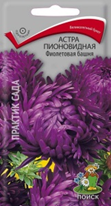 АСТРА
ПИОНОВИДНАЯ
Фиолетовая башня
ПРАКТИК САДА
ПОИСК